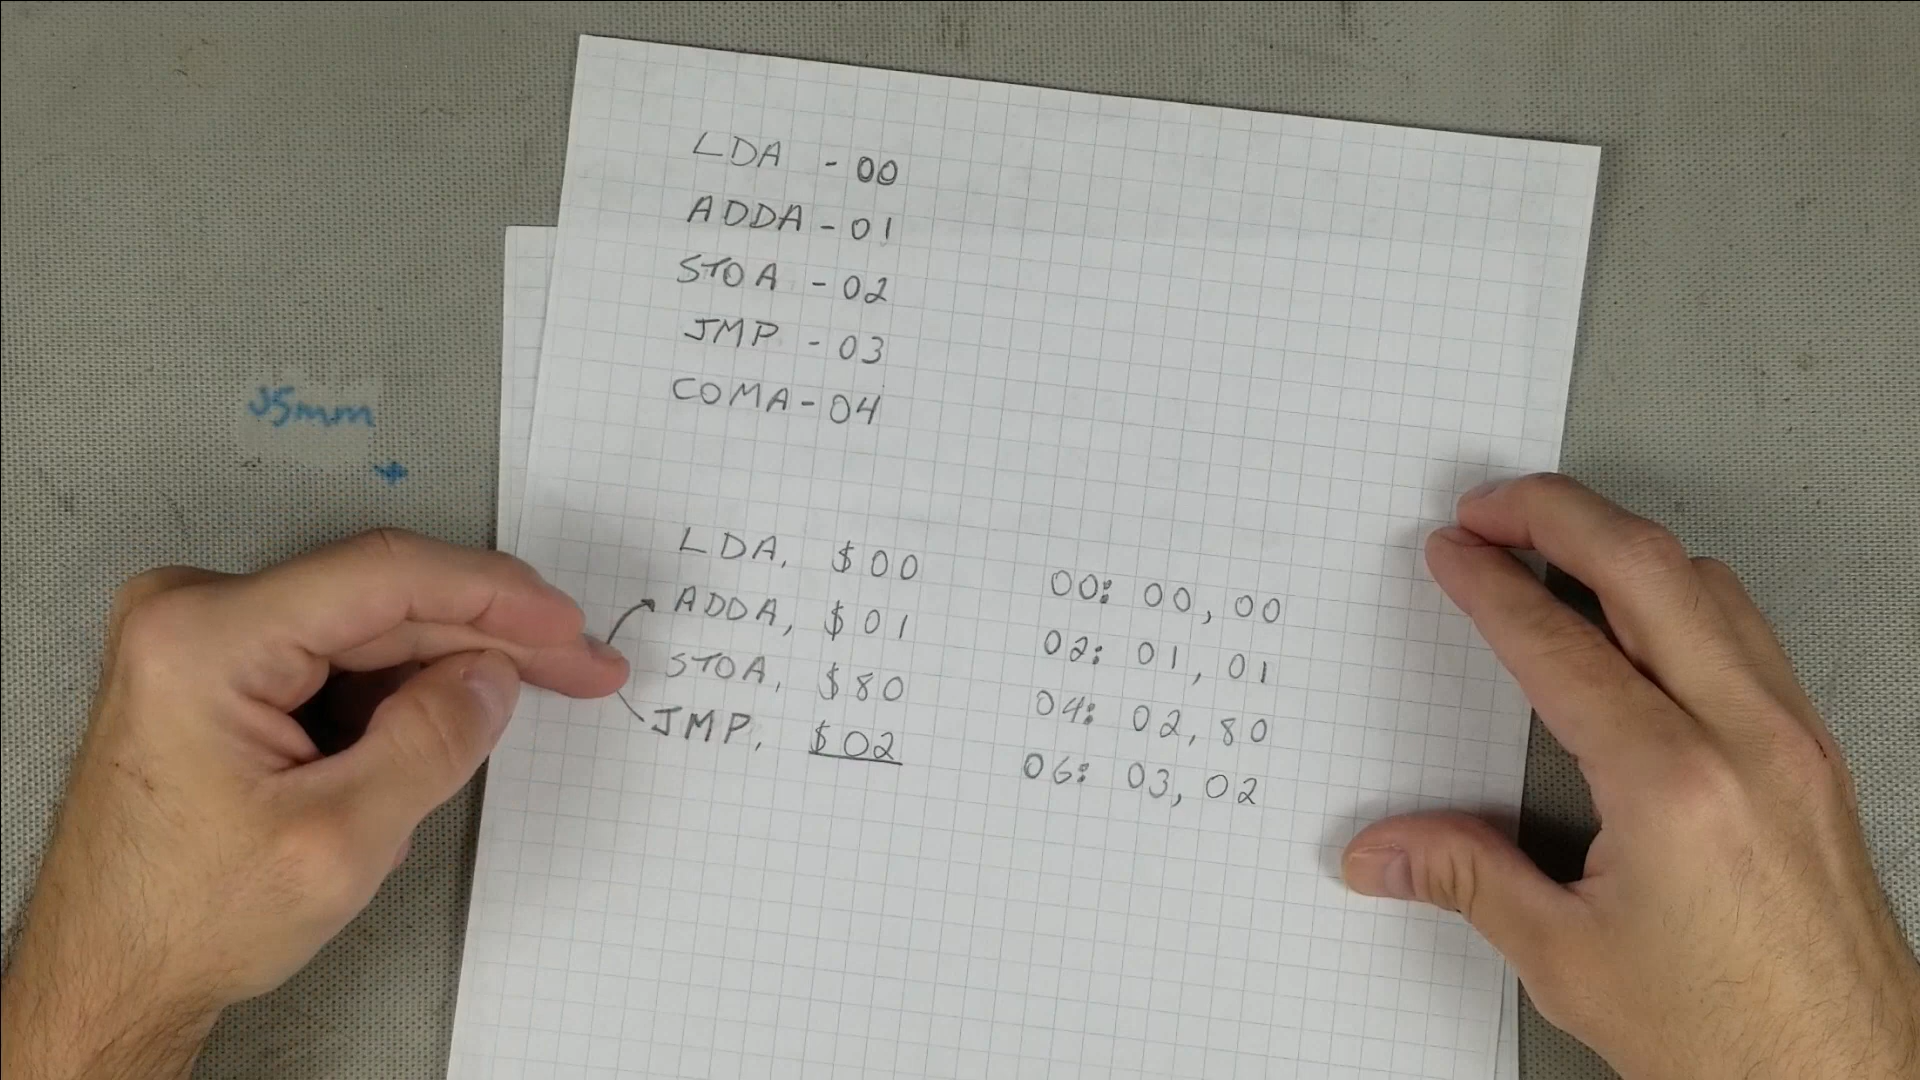 LDA - 00
ADDA - 01
STOA - 02
JMP - 03
COMA - 04
35mm
LDA, $00 00: 00, 00
ADDA, $01 02: 01, 01
STOA, $80 04: 02, 80
JMP, $02 06: 03, 02